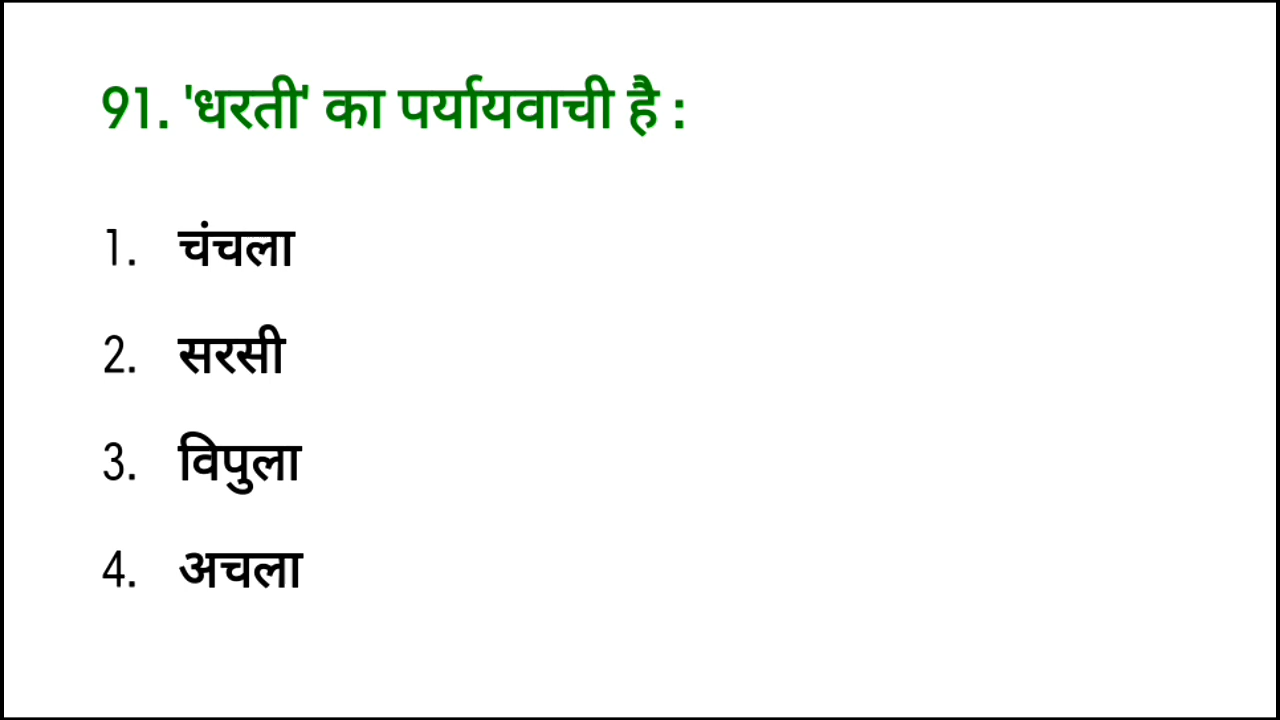 91. 'धरती' का पर्यायवाची है :
1. चंचला
2. सरसी
3. विपुला
4. अचला